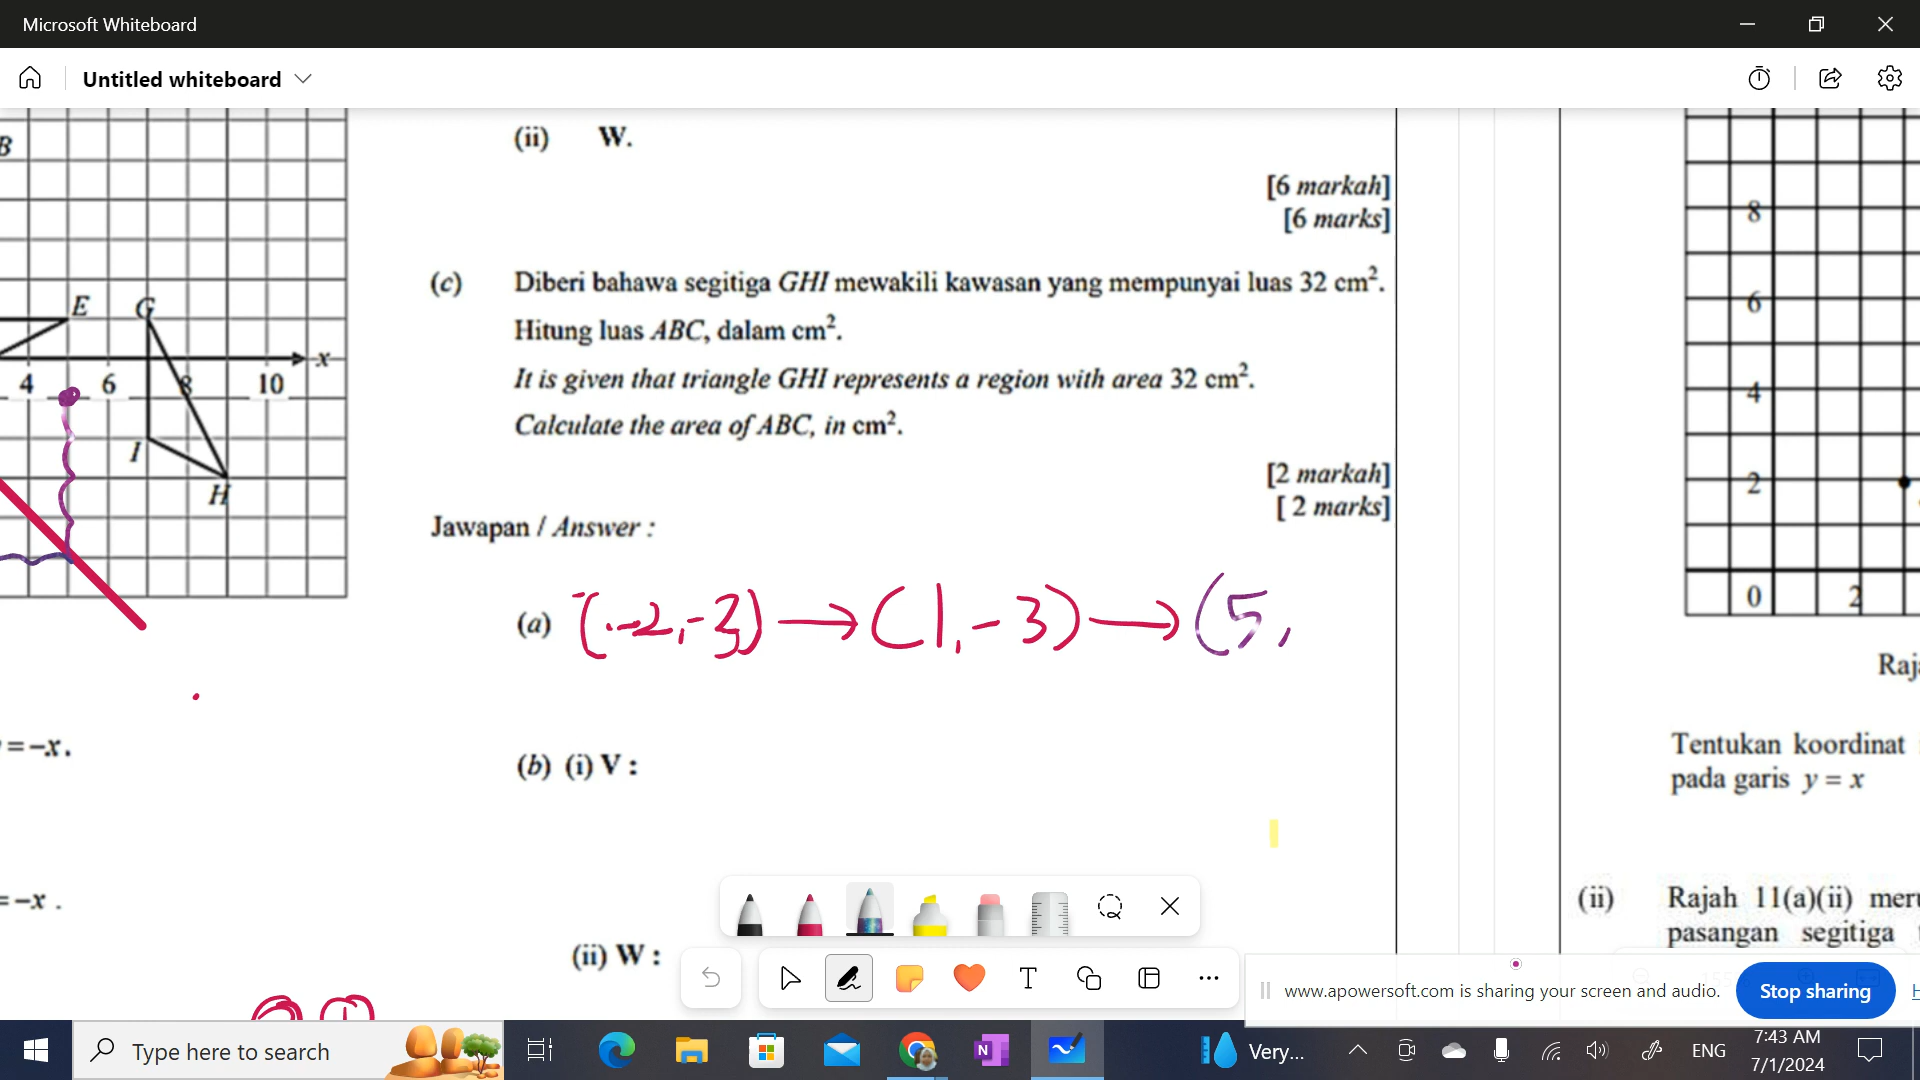 Microsoft Whiteboard
Untitled whiteboard
B
E
G
x
4
6
8
10
I
H
= -x.
= -x .
(ii) W.
[6 markah]
[6 marks]
(c) Diberi bahawa segitiga GHI mewakili kawasan yang mempunyai luas 32 cm².
Hitung luas ABC, dalam cm².
It is given that triangle GHI represents a region with area 32 cm².
Calculate the area of ABC, in cm².
[2 markah]
[ 2 marks]
Jawapan / Answer :
(a) (-2,-3) → (1,-3) → (5,
(b) (i) V :
(ii) W :
8
6
4
2
0
2
Raj
Tentukan koordinat
pada garis y = x
(ii) Rajah 11(a)(ii) meru
pasangan segitiga
www.apowersoft.com is sharing your screen and audio.
Stop sharing
H
Type here to search
Very...
ENG
7:43 AM
7/1/2024